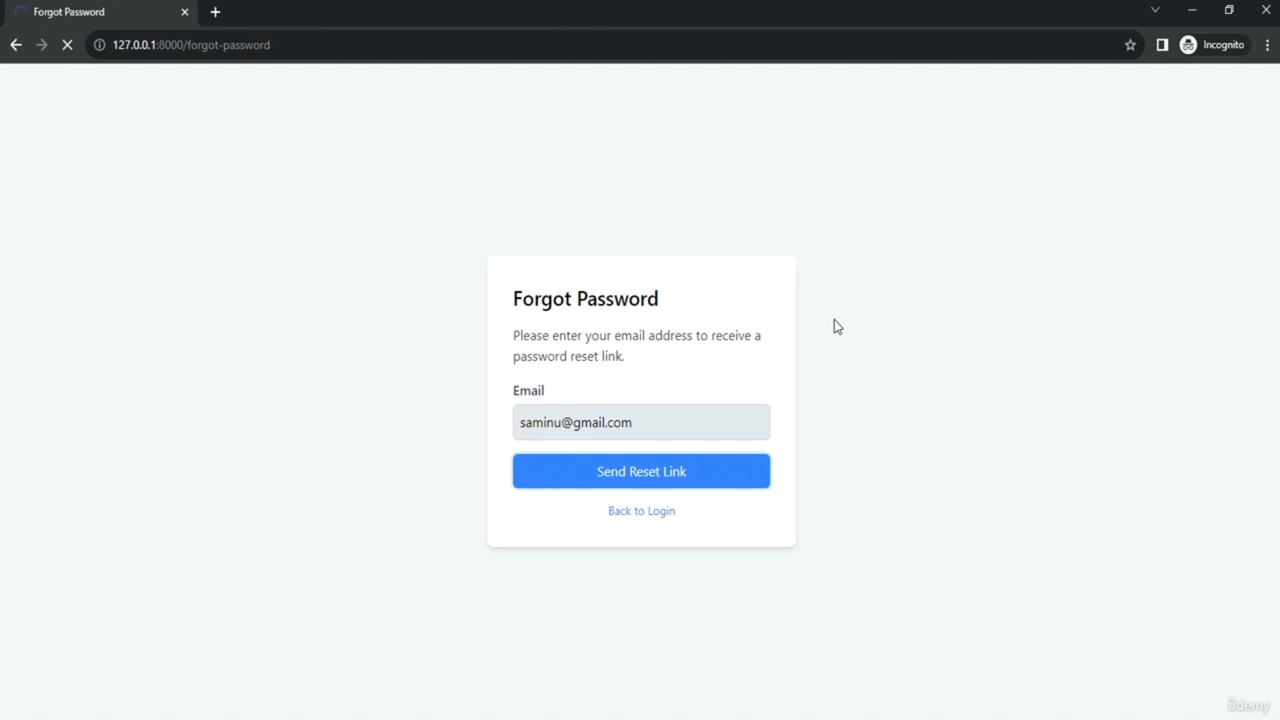 Forgot Password
127.0.0.1:8000/forgot-password
Incognito
Forgot Password
Please enter your email address to receive a
password reset link.
Email
saminu@gmail.com
Send Reset Link
Back to Login
ûdemy